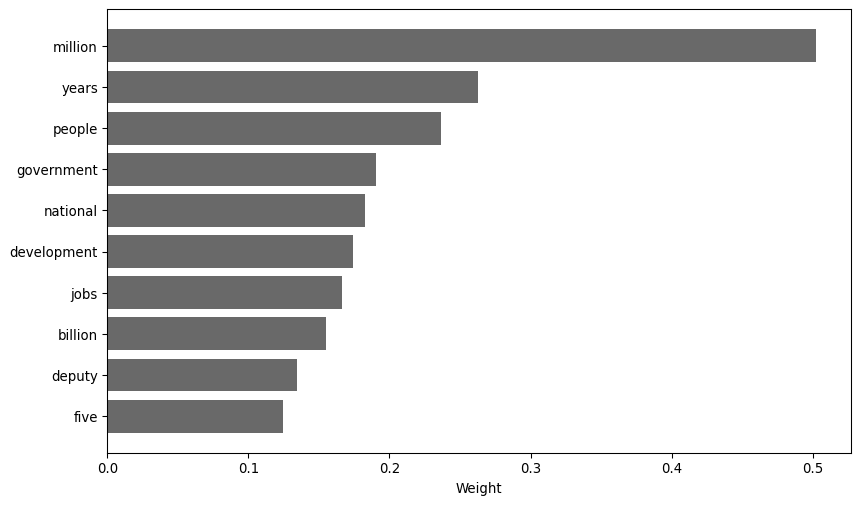 million
years
people
government
national
development
jobs
billion
deputy
five
0.0 0.1 0.2 0.3 0.4 0.5
Weight